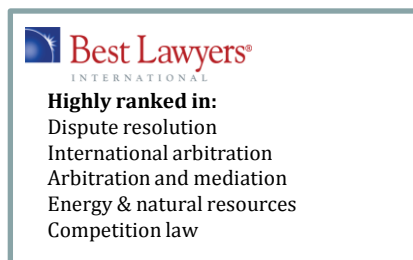 Best Lawyers®
INTERNATIONAL
Highly ranked in:
Dispute resolution
International arbitration
Arbitration and mediation
Energy & natural resources
Competition law